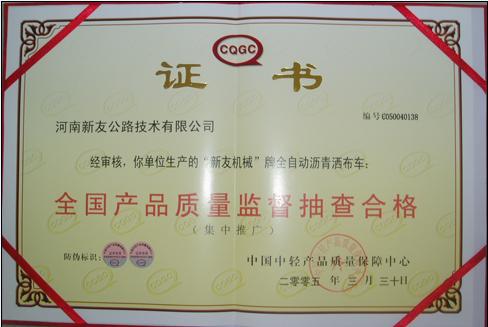 CQGC
证书
编号C050040138
河南新友公路技术有限公司
经审核，你单位生产的“新友机械”牌全自动沥青洒布车：
全国产品质量监督抽查合格
（集中推广）
防伪标识：
中国中轻产品质量保障中心
二零零五 年 三 月 三十日